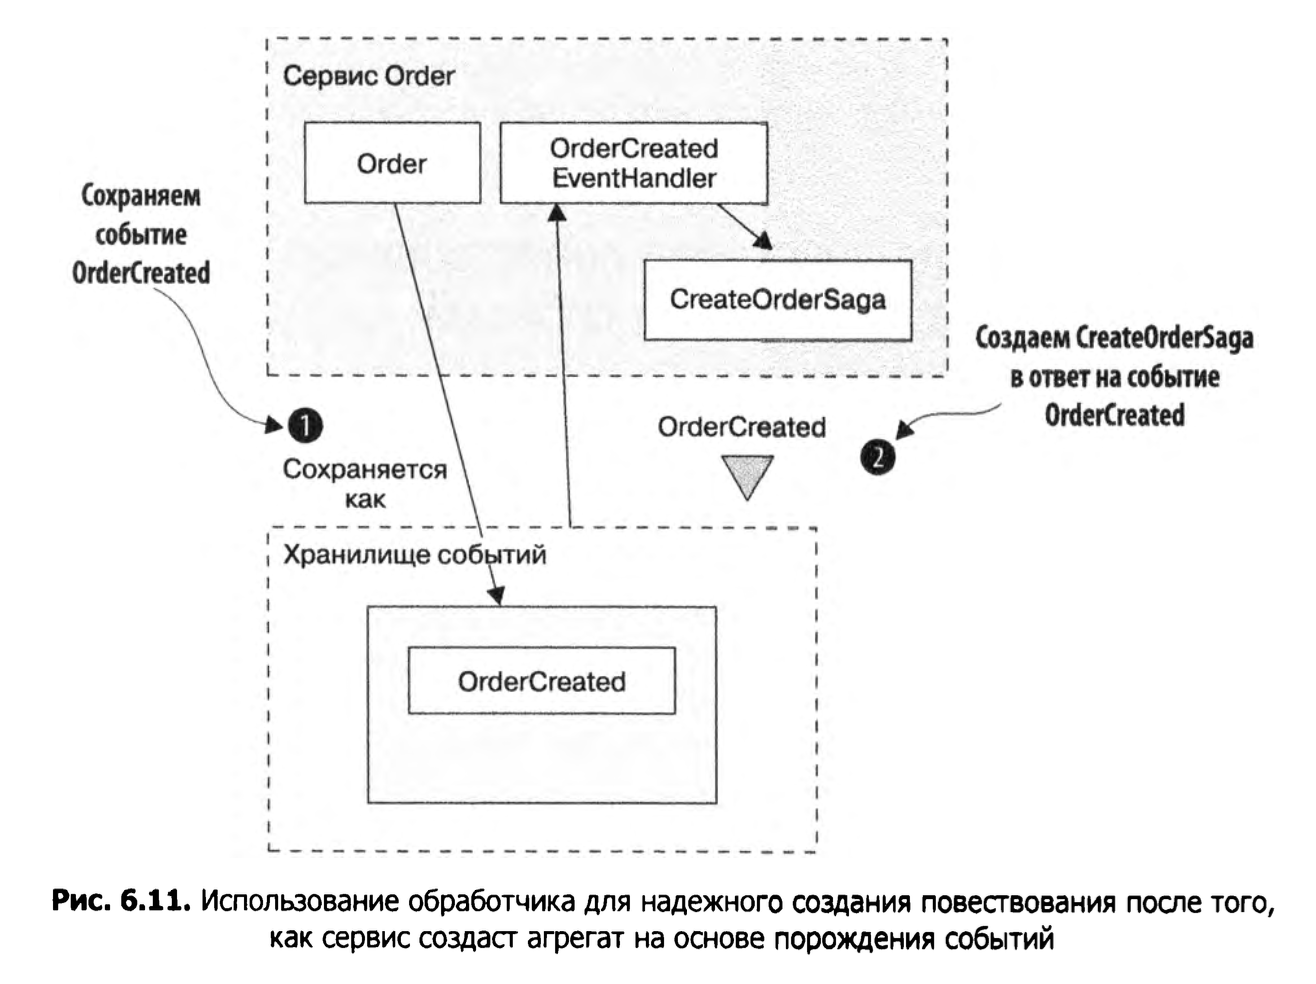 Сервис Order
Order
OrderCreated
EventHandler
Сохраняем
событие
OrderCreated
CreateOrderSaga
Создаем CreateOrderSaga
в ответ на событие
OrderCreated
1
OrderCreated
2
Сохраняется
как
Хранилище событий
OrderCreated
Рис. 6.11. Использование обработчика для надежного создания повествования после того,
как сервис создаст агрегат на основе порождения событий